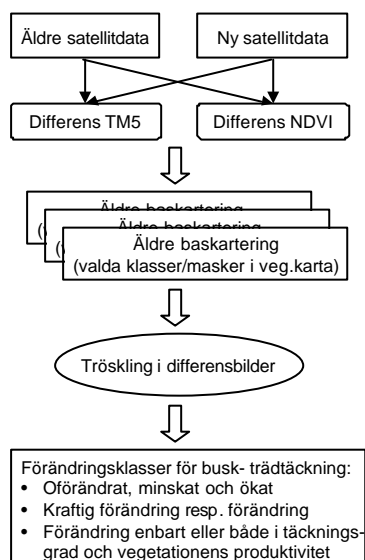 Äldre satellitdata
Ny satellitdata
Differens TM5
Differens NDVI
Äldre baskartering
(
Äldre baskartering
(
Äldre baskartering
(valda klasser/masker i veg.karta)
Tröskling i differensbilder
Förändringsklasser för busk- trädtäckning:
• Oförändrat, minskat och ökat
• Kraftig förändring resp. förändring
• Förändring enbart eller både i täcknings-
grad och vegetationens produktivitet